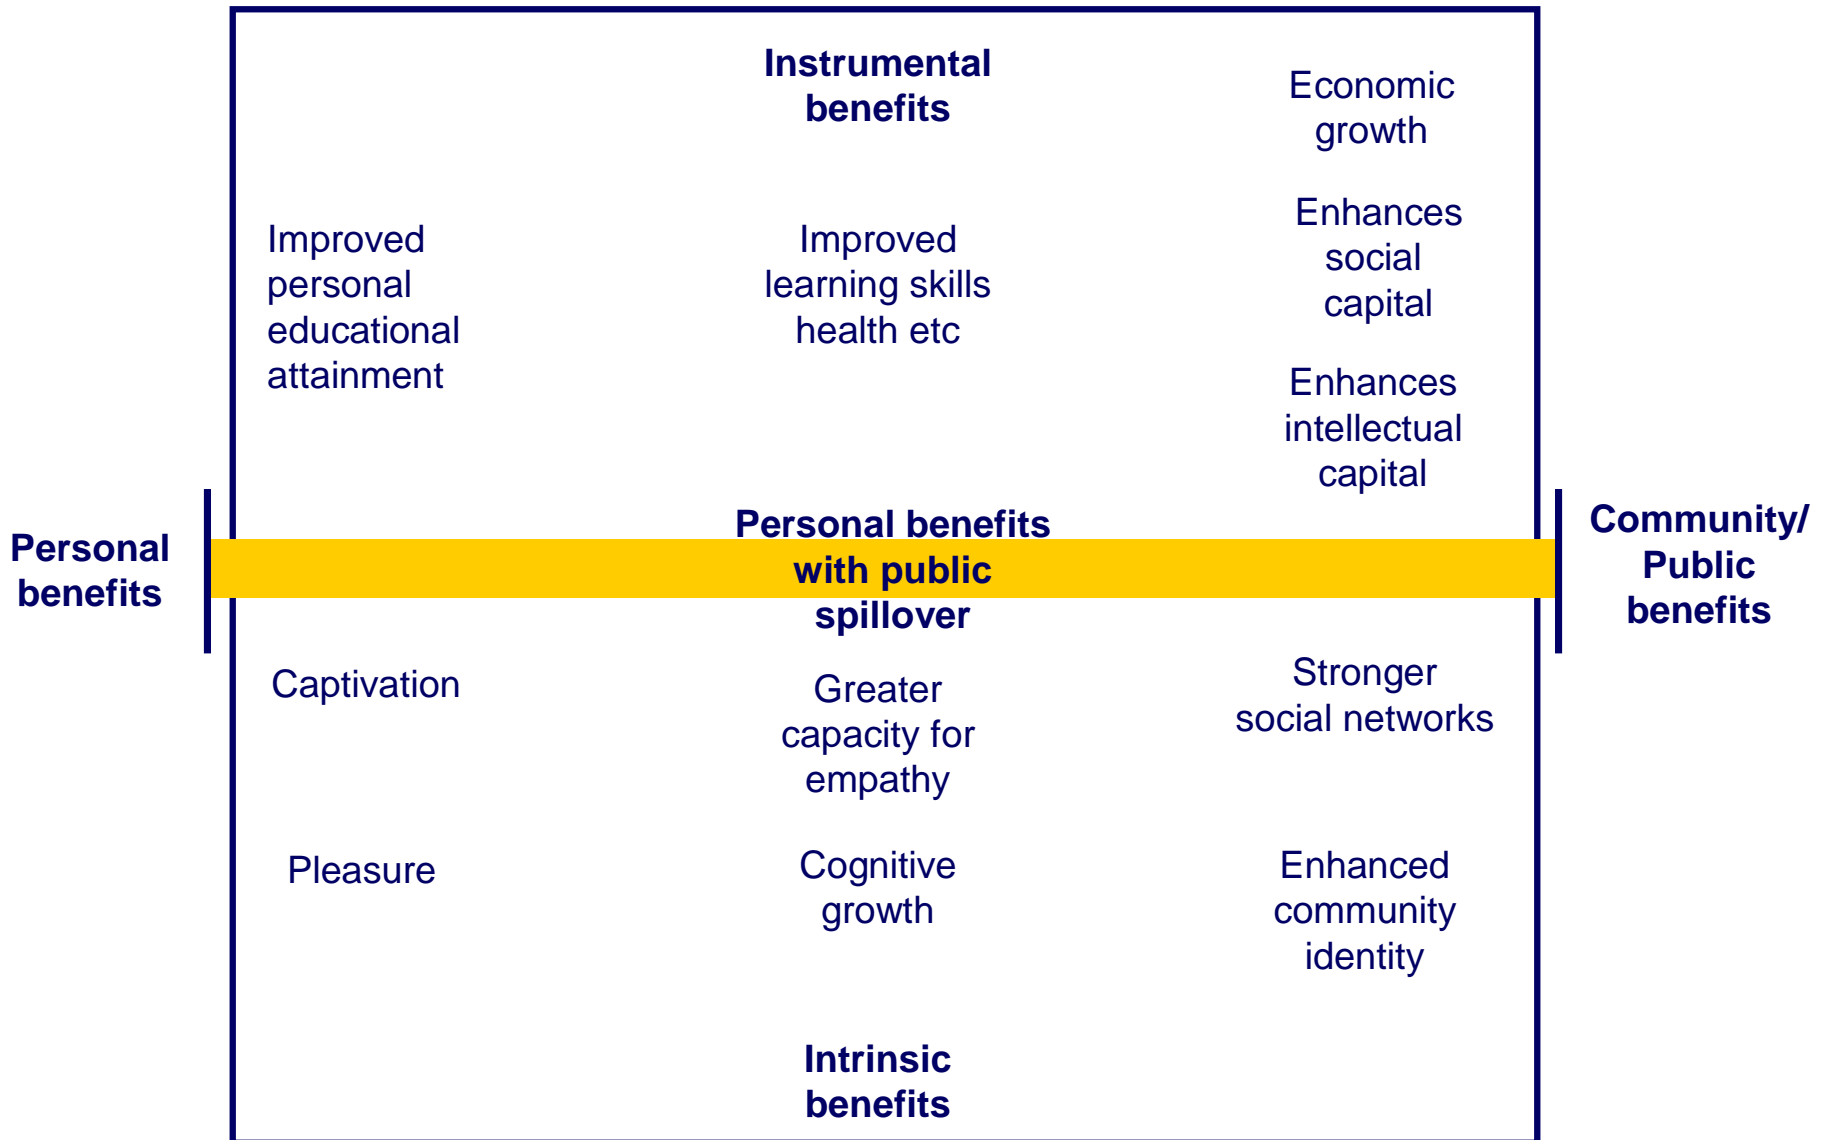 Instrumental
benefits
Economic
growth
Improved
personal
educational
attainment
Improved
learning skills
health etc
Enhances
social
capital
Enhances
intellectual
capital
Personal
benefits
Personal benefits
with public
spillover
Community/
Public
benefits
Captivation
Greater
capacity for
empathy
Stronger
social networks
Pleasure
Cognitive
growth
Enhanced
community
identity
Intrinsic
benefits